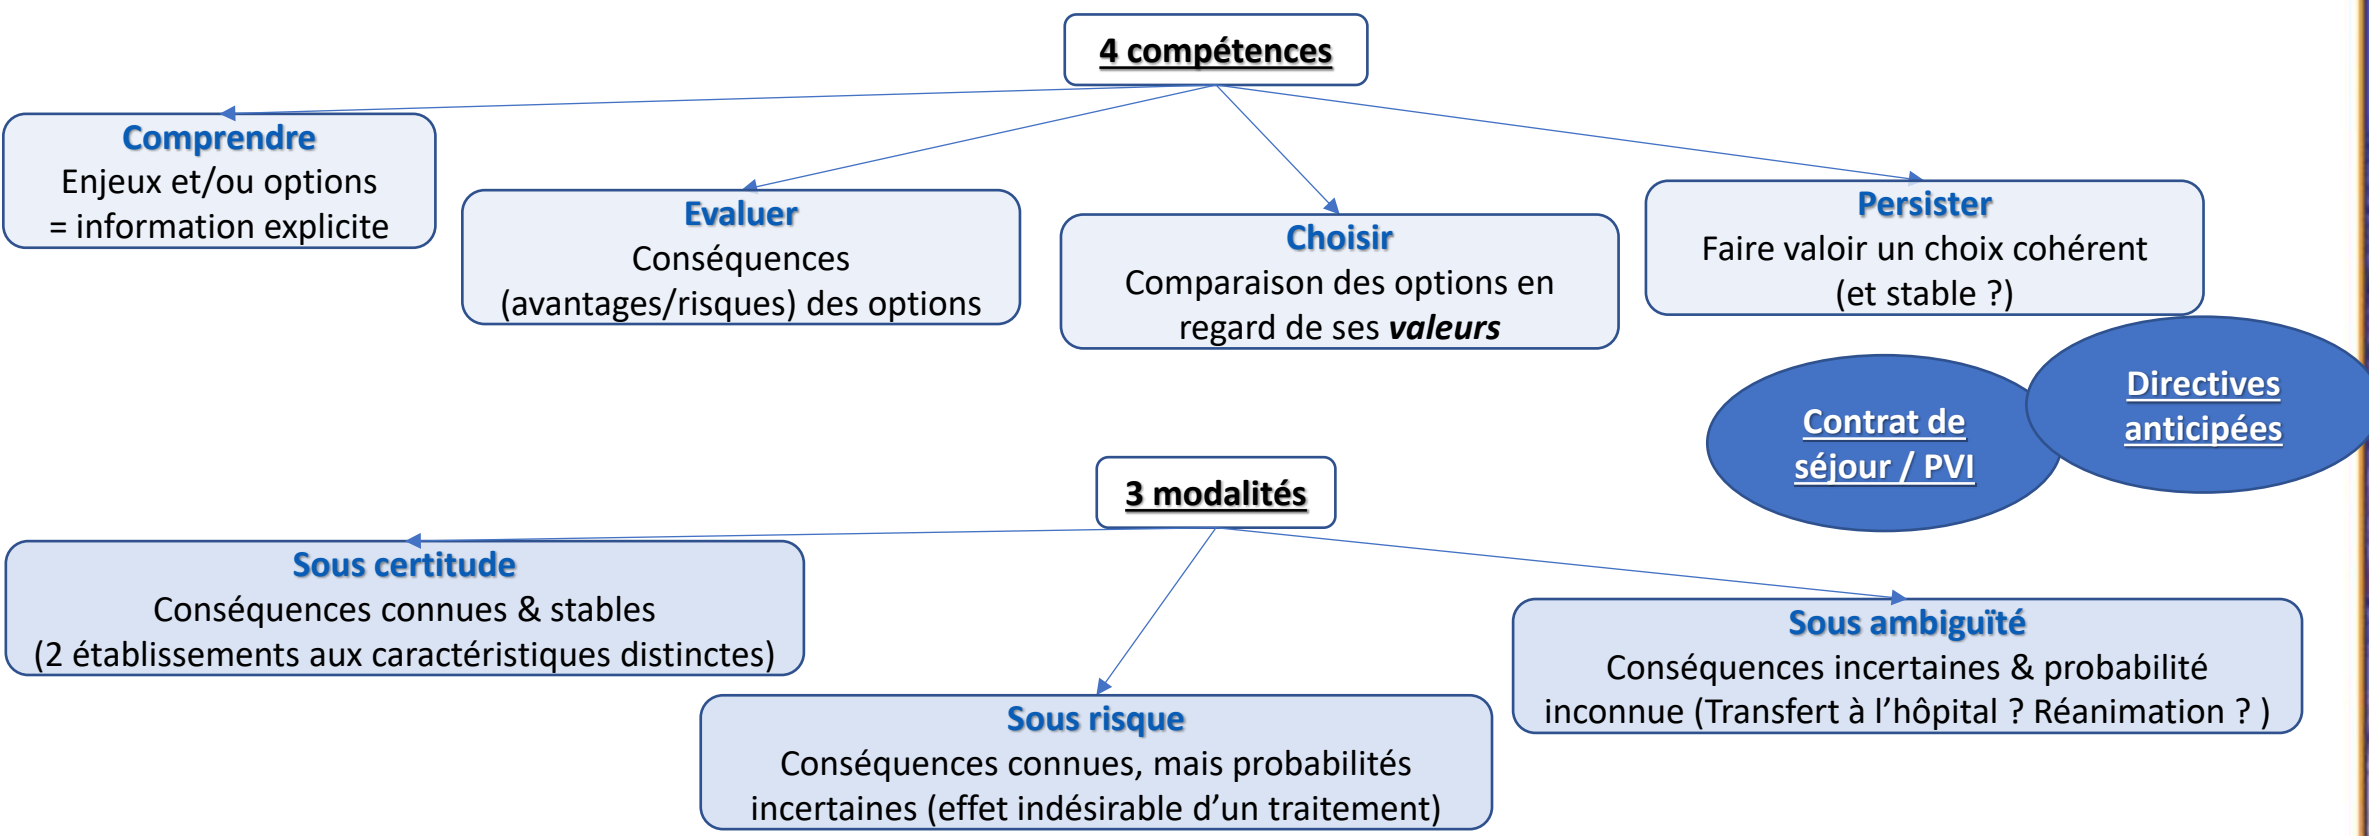 4 compétences
Comprendre
Enjeux et/ou options
= information explicite
Evaluer
Conséquences
(avantages/risques) des options
Choisir
Comparaison des options en
regard de ses valeurs
Persister
Faire valoir un choix cohérent
(et stable ?)
Directives
anticipées
Contrat de
séjour / PVI
3 modalités
Sous certitude
Conséquences connues & stables
(2 établissements aux caractéristiques distinctes)
Sous risque
Conséquences connues, mais probabilités
incertaines (effet indésirable d’un traitement)
Sous ambiguïté
Conséquences incertaines & probabilité
inconnue (Transfert à l’hôpital ? Réanimation ? )